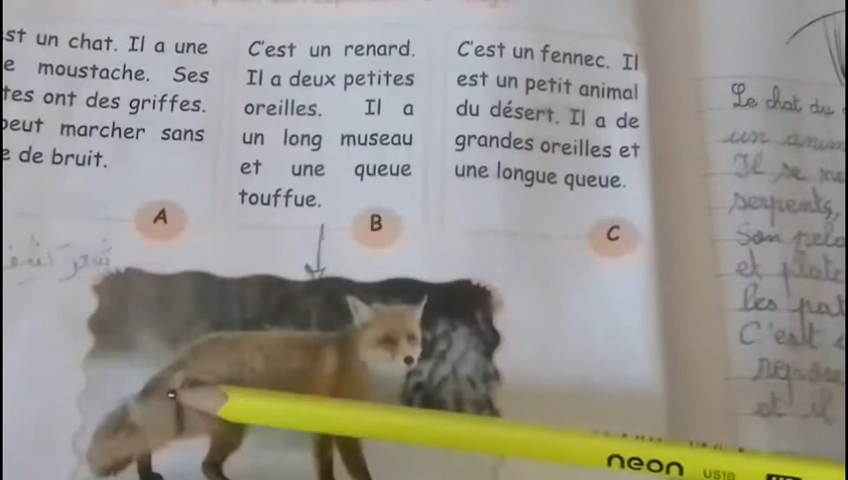 st un chat. Il a une
e moustache. Ses
tes ont des griffes.
peut marcher sans
e de bruit.
A
C'est un renard.
Il a deux petites
oreilles. Il a
un long museau
et une queue
touffue.
B
C'est un fennec. Il
est un petit animal
du désert. Il a de
grandes oreilles et
une longue queue.
C
Le chat du
un anim
Il se
serpents,
Son pela
et
les pat
C'est
et il
neon US18